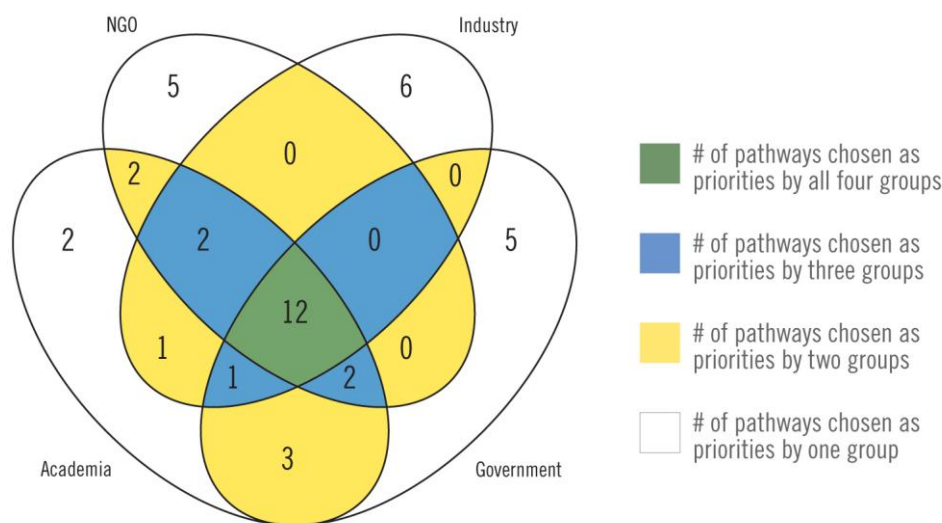 NGO
Industry
5
6
0
2
0
2
2
0
5
12
1
0
1
2
3
Academia
Government
# of pathways chosen as
priorities by all four groups
# of pathways chosen as
priorities by three groups
# of pathways chosen as
priorities by two groups
# of pathways chosen as
priorities by one group